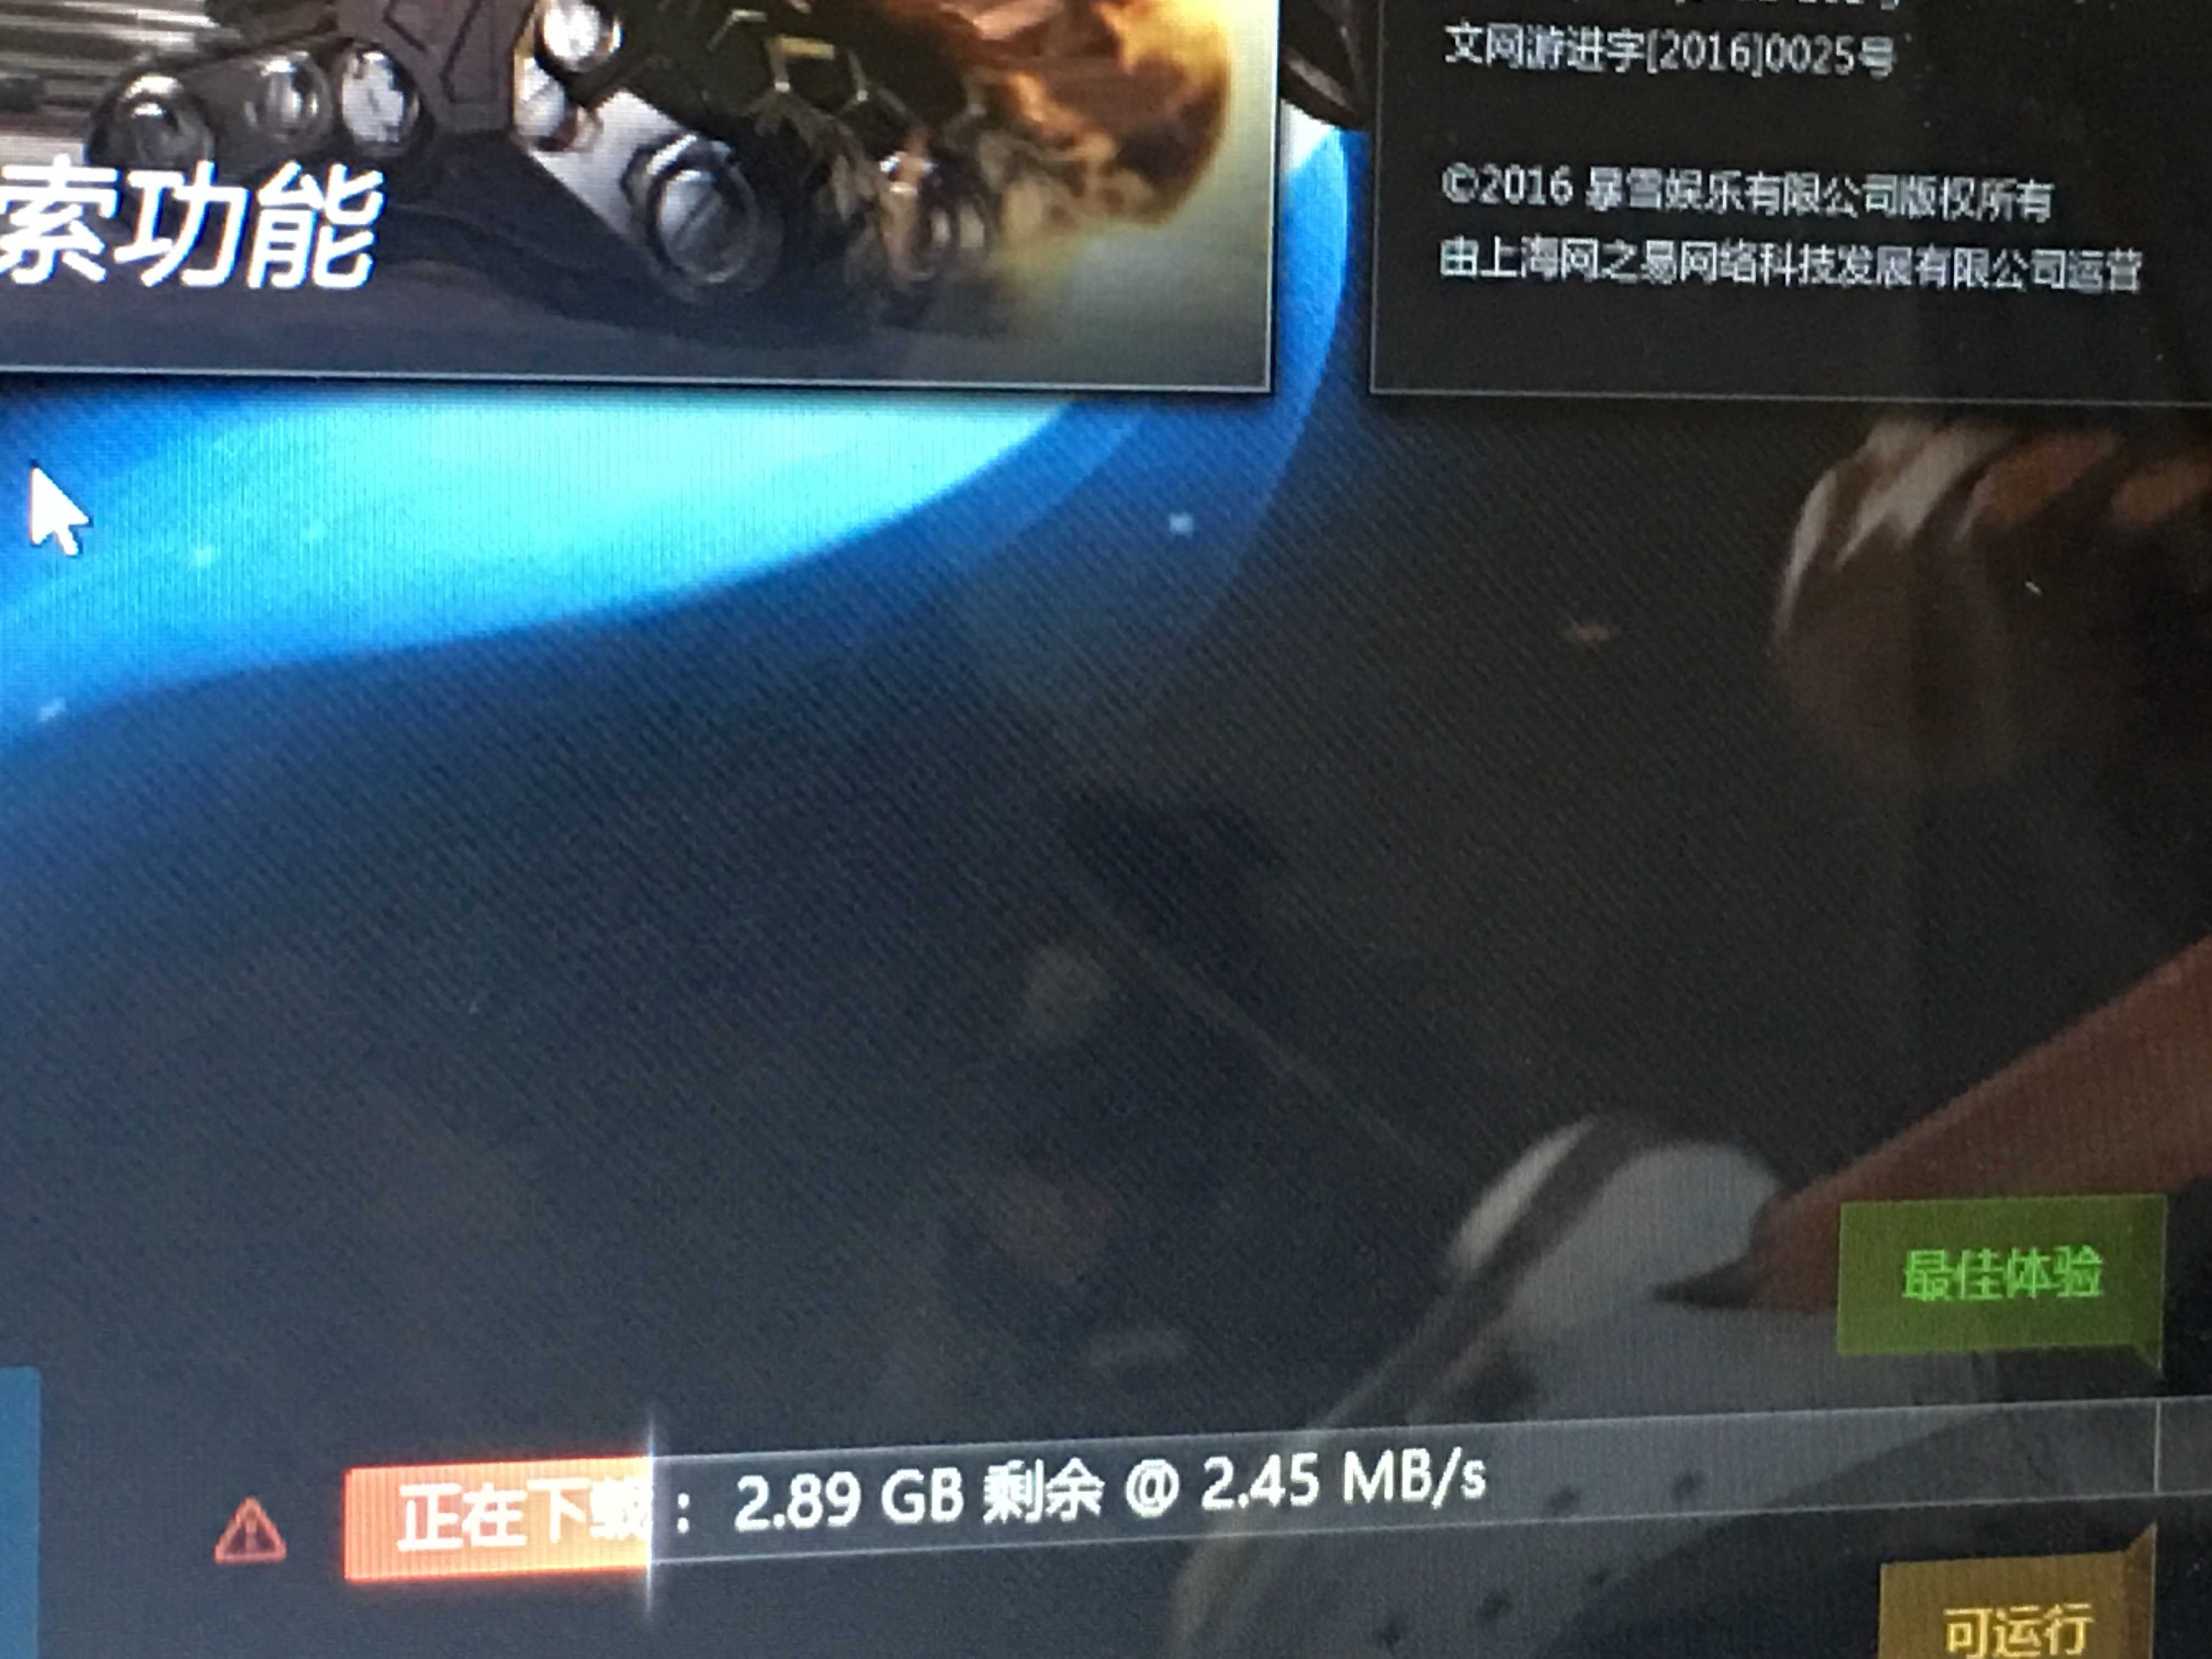 文网游进字[2016]0025号
©2016 暴雪娱乐有限公司版权所有
由上海网之易网络科技发展有限公司运营
索功能
最佳体验
正在下载： 2.89 GB 剩余 @ 2.45 MB/s
可运行